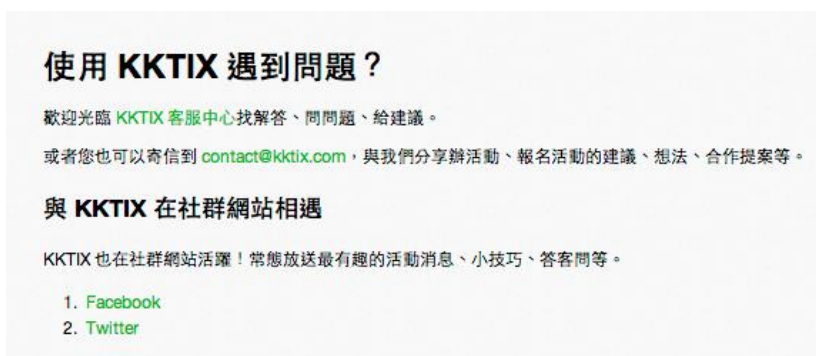 使用 KKTIX 遇到問題？
歡迎光臨 KKTIX 客服中心找解答、問問題、給建議。
或者您也可以寄信到 contact@kktix.com，與我們分享辦活動、報名活動的建議、想法、合作提案等。
與 KKTIX 在社群網站相遇
KKTIX 也在社群網站活躍！常態放送最有趣的活動消息、小技巧、答客問等。
1. Facebook
2. Twitter